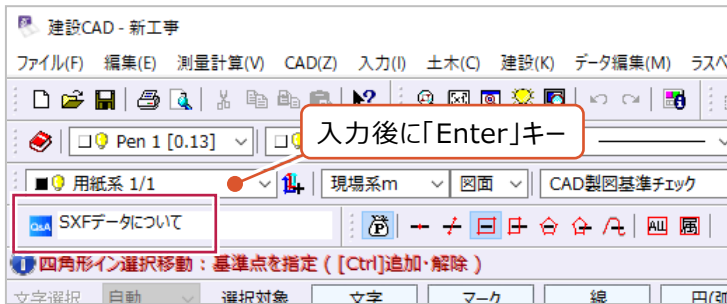 建設CAD - 新工事
ファイル(F) 編集(E) 測量計算(V) CAD(Z) 入力(I) 土木(C) 建設(K) データ編集(M) ラスベ
Pen 1 [0.13]
入力後に「Enter」キー
用紙系 1/1 現場系m 図面 CAD製図基準チェック
Q&A SXFデータについて
ALL 属
四角形イン選択移動：基準点を指定 ( [Ctrl]追加・解除 )
文字選択 自動 選択対象 文字 マーク 線